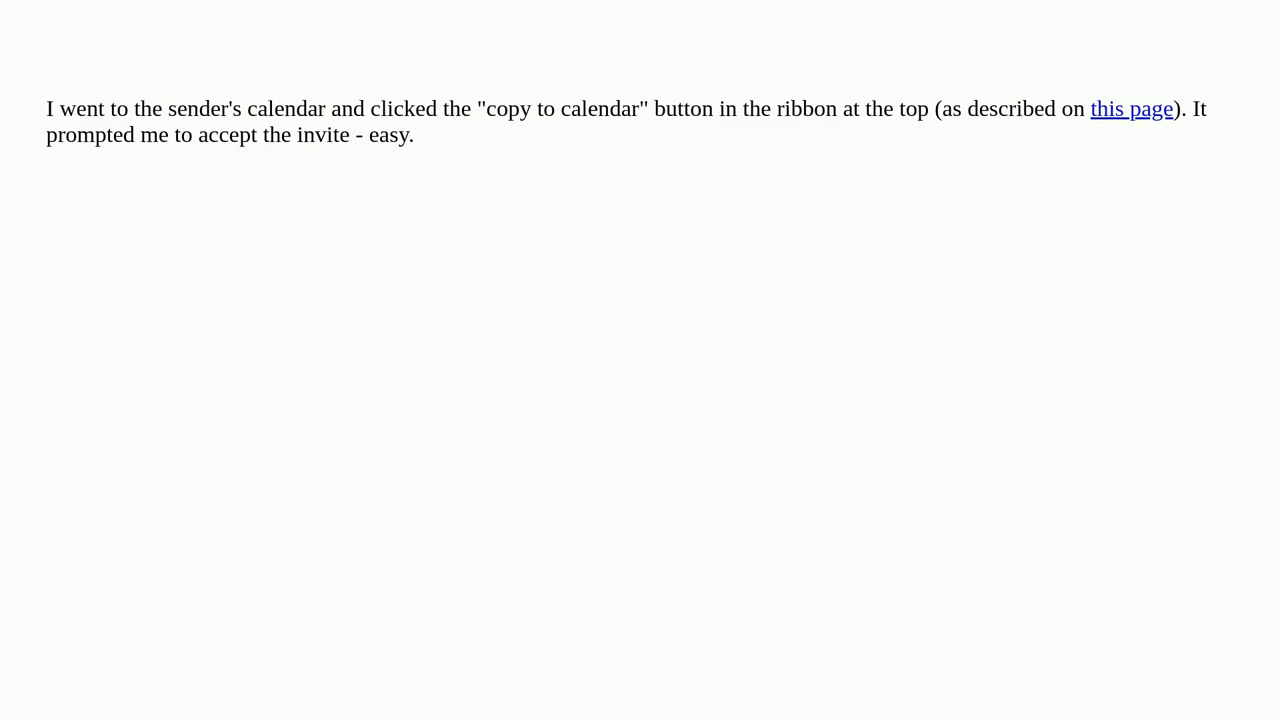 I went to the sender's calendar and clicked the "copy to calendar" button in the ribbon at the top (as described on this page). It
prompted me to accept the invite - easy.